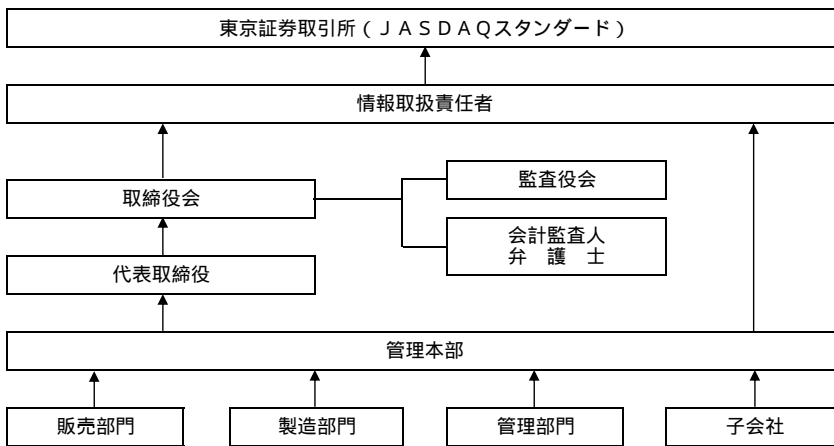 東京証券取引所（ＪＡＳＤＡＱスタンダード）
情報取扱責任者
取締役会
監査役会
会計監査人
弁　護　士
代表取締役
管理本部
販売部門
製造部門
管理部門
子会社